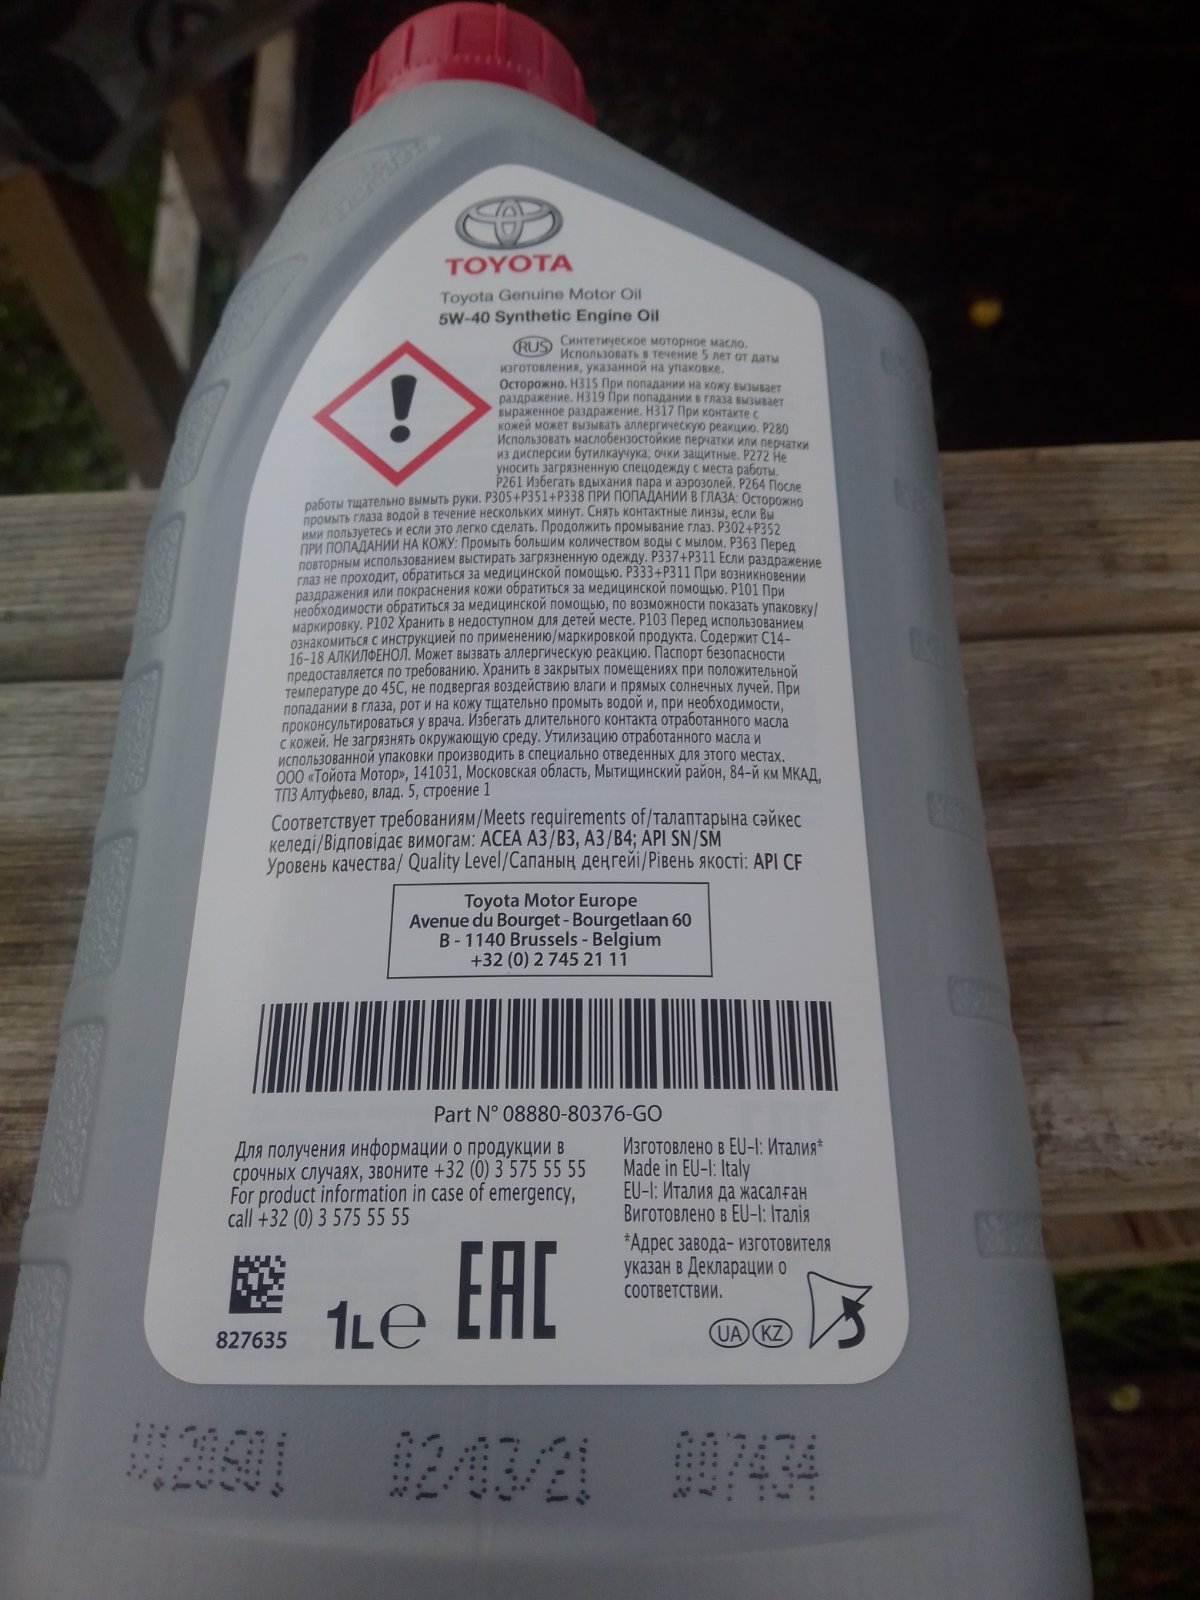 TOYOTA
Toyota Genuine Motor Oil
5W-40 Synthetic Engine Oil
RUS Синтетическое моторное масло.
Использовать в течение 5 лет от даты
изготовления, указанной на упаковке.
Осторожно. H315 При попадании на кожу вызывает
раздражение. H319 При попадании в глаза вызывает
выраженное раздражение. H317 При контакте с
кожей может вызывать аллергическую реакцию. P280
Использовать маслобензостойкие перчатки или перчатки
из дисперсии бутилкаучука; очки защитные. P272 Не
уносить загрязненную спецодежду с места работы.
P261 Избегать вдыхания пара и аэрозолей. P264 После
работы тщательно вымыть руки. P305+P351+P338 ПРИ ПОПАДАНИИ В ГЛАЗА: Осторожно
промыть глаза водой в течение нескольких минут. Снять контактные линзы, если Вы
ими пользуетесь и если это легко сделать. Продолжить промывание глаз. P302+P352
ПРИ ПОПАДАНИИ НА КОЖУ: Промыть большим количеством воды с мылом. P363 Перед
повторным использованием выстирать загрязненную одежду. P337+P311 Если раздражение
глаз не проходит, обратиться за медицинской помощью. P333+P311 При возникновении
раздражения или покраснения кожи обратиться за медицинской помощью. P101 При
необходимости обратиться за медицинской помощью, по возможности показать упаковку/
маркировку. P102 Хранить в недоступном для детей месте. P103 Перед использованием
ознакомиться с инструкцией по применению/маркировкой продукта. Содержит С14–
16–18 АЛКИЛФЕНОЛ. Может вызвать аллергическую реакцию. Паспорт безопасности
предоставляется по требованию. Хранить в закрытых помещениях при положительной
температуре до 45С, не подвергая воздействию влаги и прямых солнечных лучей. При
попадании в глаза, рот и на кожу тщательно промыть водой и, при необходимости,
проконсультироваться у врача. Избегать длительного контакта отработанного масла
с кожей. Не загрязнять окружающую среду. Утилизацию отработанного масла и
использованной упаковки производить в специально отведенных для этого местах.
ООО «Тойота Мотор», 141031, Московская область, Мытищинский район, 84–й км МКАД,
ТПЗ Алтуфьево, влад. 5, строение 1
Соответствует требованиям/Meets requirements of/талаптарына сәйкес
келеді/Відповідає вимогам: ACEA A3/B3, A3/B4; API SN/SM
Уровень качества/ Quality Level/Сапаның деңгейі/Рівень якості: API CF
Toyota Motor Europe
Avenue du Bourget - Bourgetlaan 60
B - 1140 Brussels - Belgium
+32 (0) 2 745 21 11
Part N° 08880-80376-GO
Для получения информации о продукции в
срочных случаях, звоните +32 (0) 3 575 55 55
For product information in case of emergency,
call +32 (0) 3 575 55 55
Изготовлено в EU–I: Италия*
Made in EU–I: Italy
EU–I: Италия да жасалған
Виготовлено в EU–I: Італія
*Адрес завода– изготовителя
указан в Декларации о
соответствии.
827635
1L e
EAC
UA KZ
02/03/21
007434